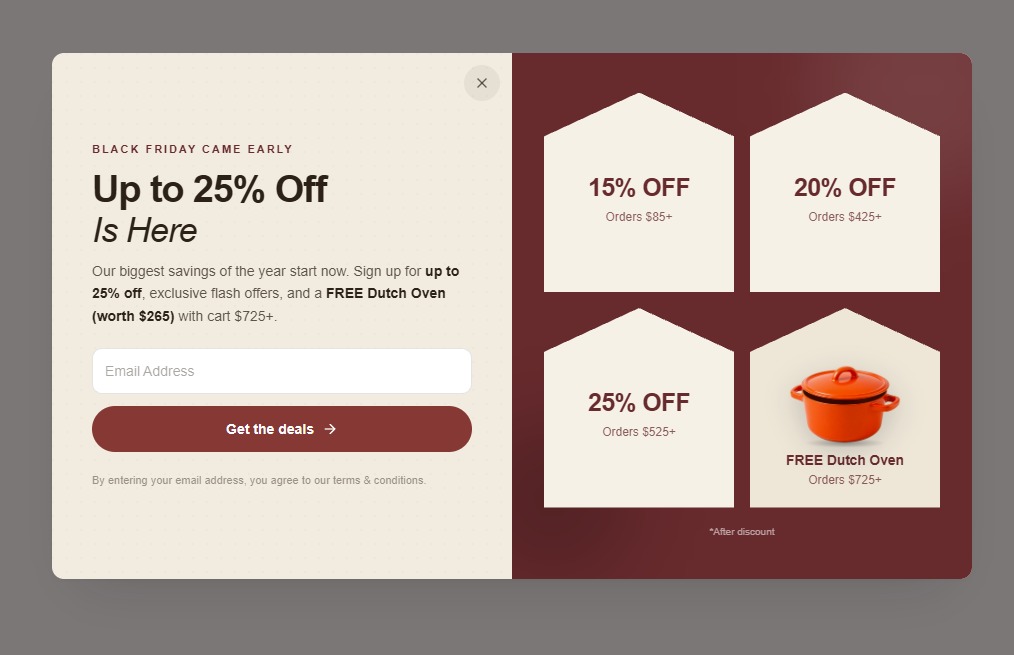 BLACK FRIDAY CAME EARLY
Up to 25% Off
Is Here
Our biggest savings of the year start now. Sign up for up to
25% off, exclusive flash offers, and a FREE Dutch Oven
(worth $265) with cart $725+.
Email Address
Get the deals
By entering your email address, you agree to our terms & conditions.
15% OFF
Orders $85+
20% OFF
Orders $425+
25% OFF
Orders $525+
FREE Dutch Oven
Orders $725+
*After discount